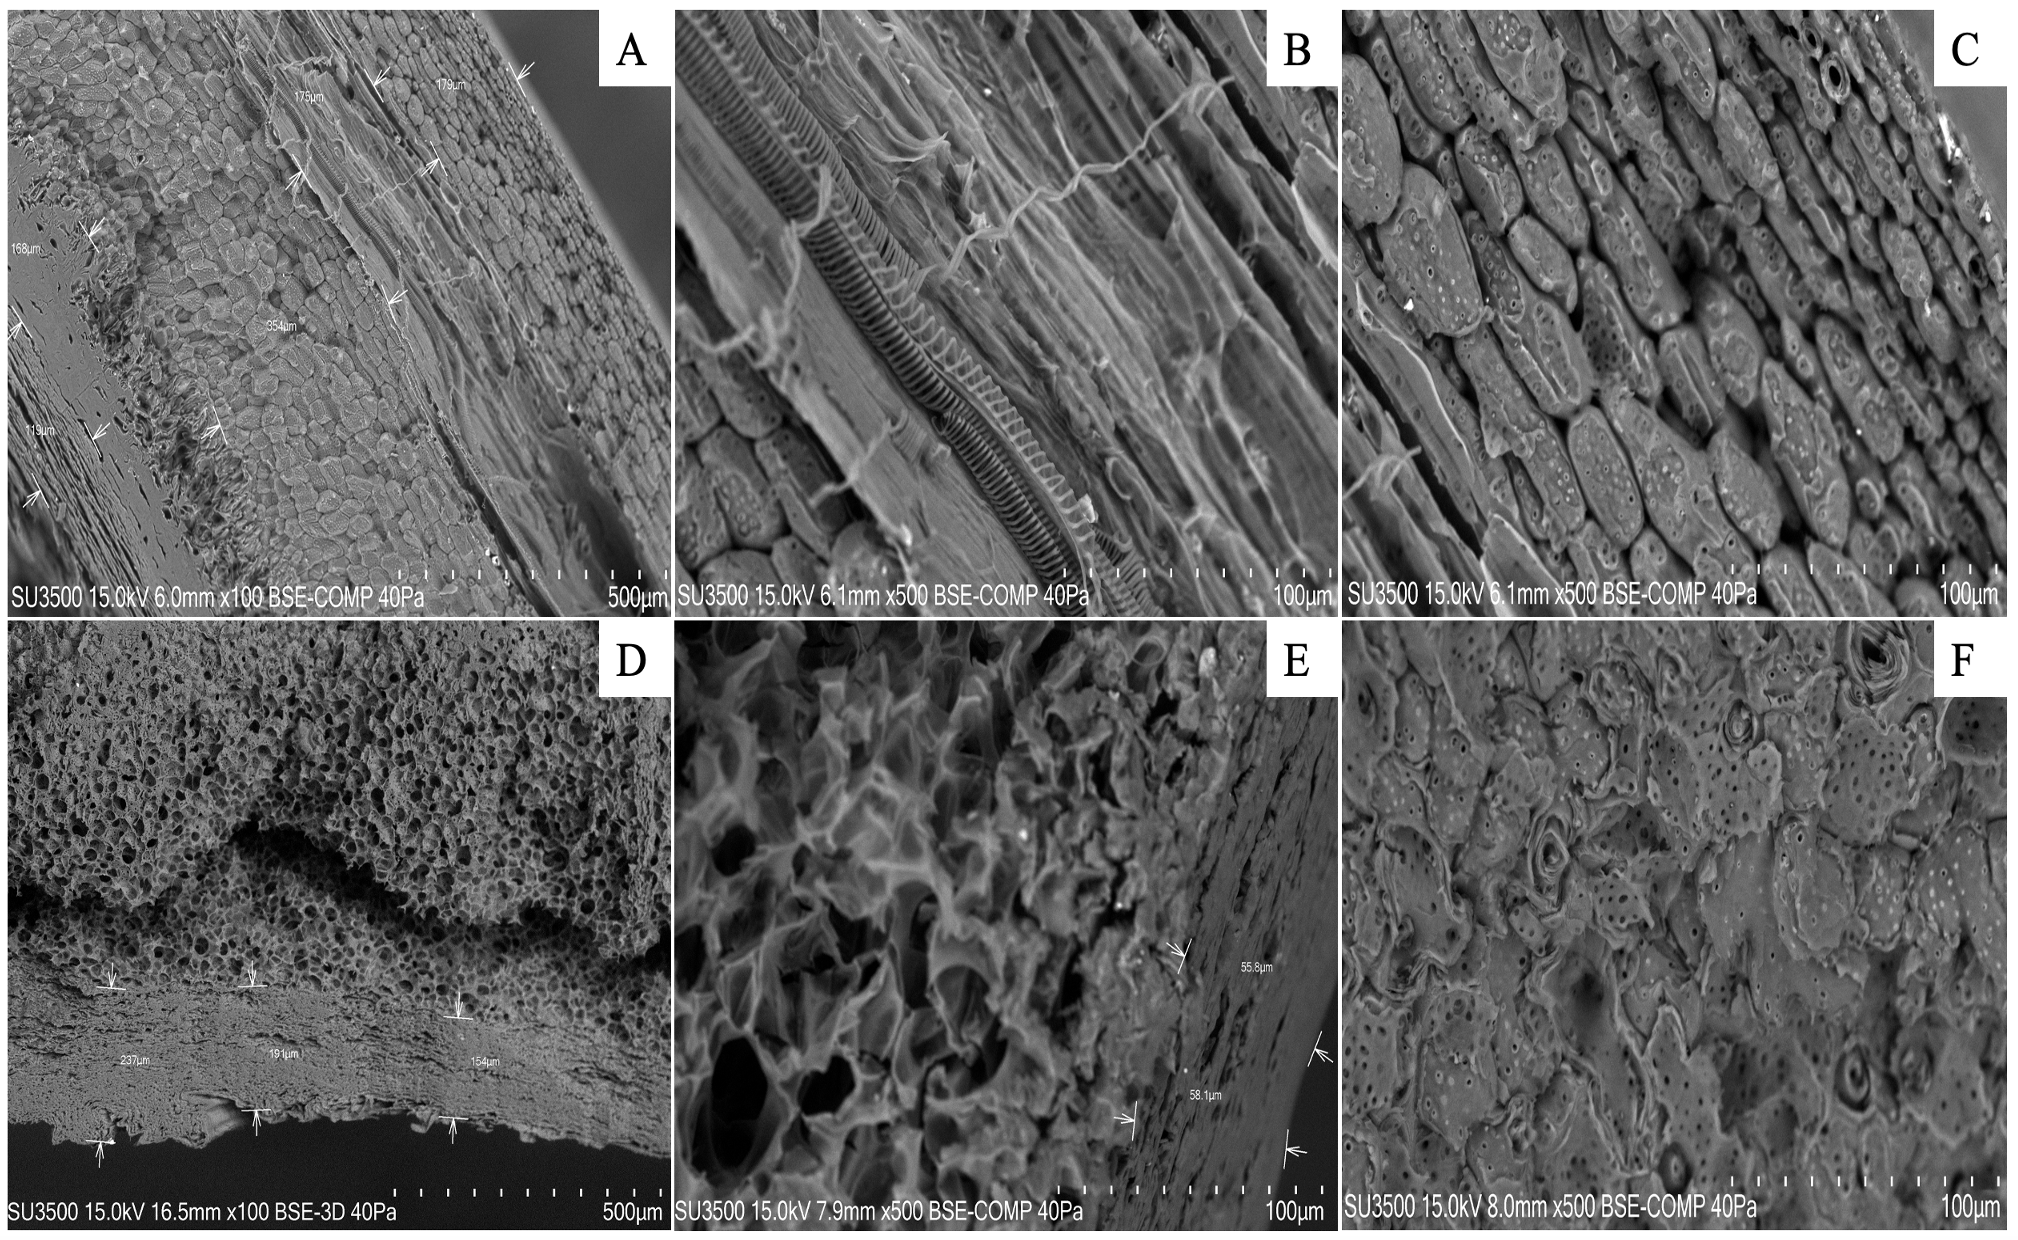 A
175µm
179µm
168µm
354µm
119µm
SU3500 15.0kV 6.0mm x100 BSE-COMP 40Pa 500µm
B
SU3500 15.0kV 6.1mm x500 BSE-COMP 40Pa 100µm
C
SU3500 15.0kV 6.1mm x500 BSE-COMP 40Pa 100µm
D
237µm
191µm
154µm
SU3500 15.0kV 16.5mm x100 BSE-3D 40Pa 500µm
E
55.8µm
58.1µm
SU3500 15.0kV 7.9mm x500 BSE-COMP 40Pa 100µm
F
SU3500 15.0kV 8.0mm x500 BSE-COMP 40Pa 100µm